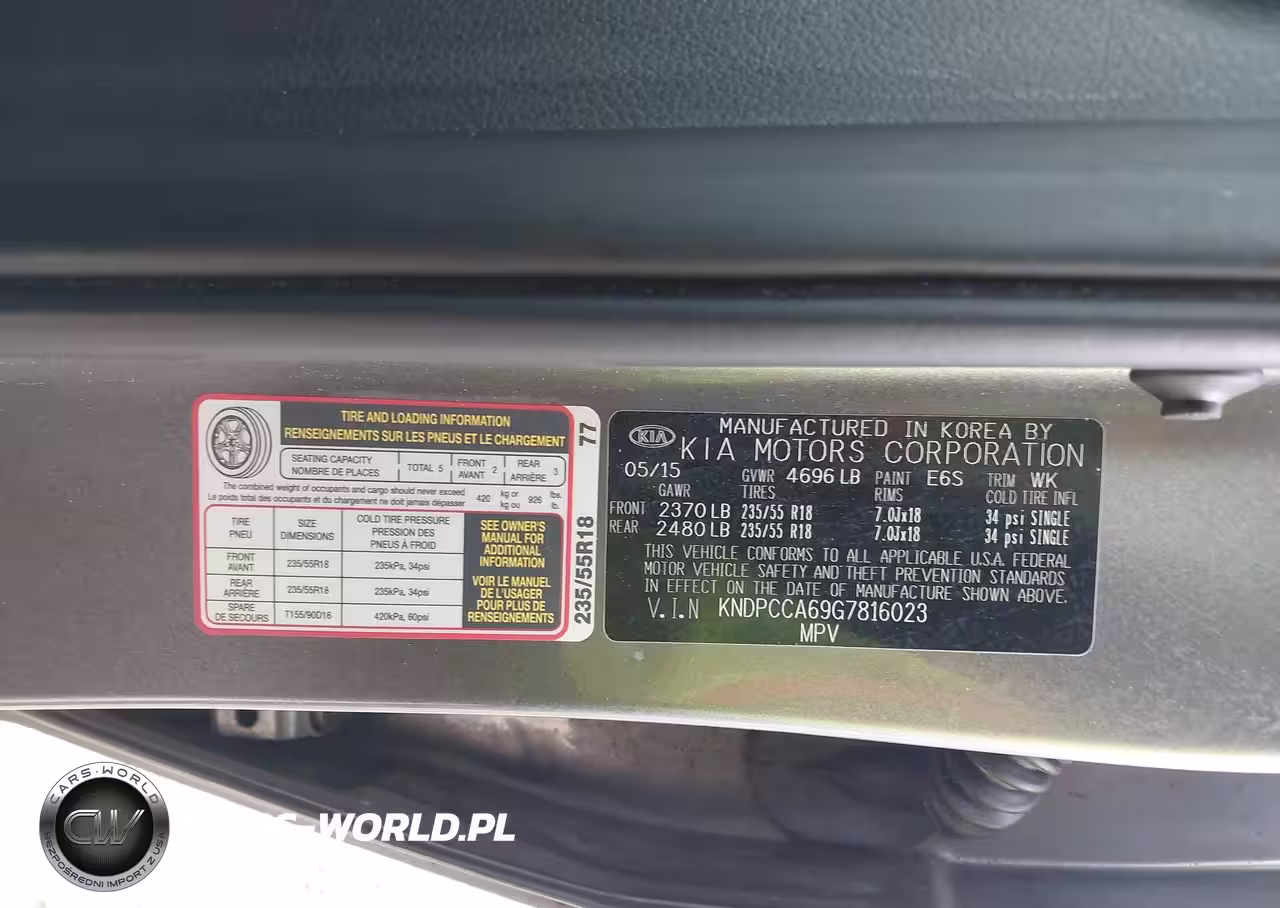 TIRE AND LOADING INFORMATION
RENSEIGNEMENTS SUR LES PNEUS ET LE CHARGEMENT
SEATING CAPACITY
NOMBRE DE PLACES
TOTAL 5
FRONT
AVANT 2
REAR
ARRIÈRE 3
The combined weight of occupants and cargo should never exceed
Le poids total des occupants et du chargement ne doit jamais dépasser
420 kg or
kg ou
926 lbs.
lb.
TIRE
PNEU
SIZE
DIMENSIONS
COLD TIRE PRESSURE
PRESSION DES
PNEUS À FROID
FRONT
AVANT
235/55R18
235kPa, 34psi
REAR
ARRIÈRE
235/55R18
235kPa, 34psi
SPARE
DE SECOURS
T155/90D16
420kPa, 60psi
SEE OWNER'S
MANUAL FOR
ADDITIONAL
INFORMATION
VOIR LE MANUEL
DE L'USAGER
POUR PLUS DE
RENSEIGNEMENTS
235/55R18 77
KIA
MANUFACTURED IN KOREA BY
KIA MOTORS CORPORATION
05/15 GVWR 4696 LB PAINT E6S TRIM WK
GAWR TIRES RIMS COLD TIRE INFL
FRONT 2370 LB 235/55 R18 7.0Jx18 34 psi SINGLE
REAR 2480 LB 235/55 R18 7.0Jx18 34 psi SINGLE
THIS VEHICLE CONFORMS TO ALL APPLICABLE U.S.A. FEDERAL
MOTOR VEHICLE SAFETY AND THEFT PREVENTION STANDARDS
IN EFFECT ON THE DATE OF MANUFACTURE SHOWN ABOVE.
V.I.N KNDPCCA69G7816023
MPV
CARS-WORLD
CW
BEZPOŚREDNI IMPORT Z USA
-WORLD.PL